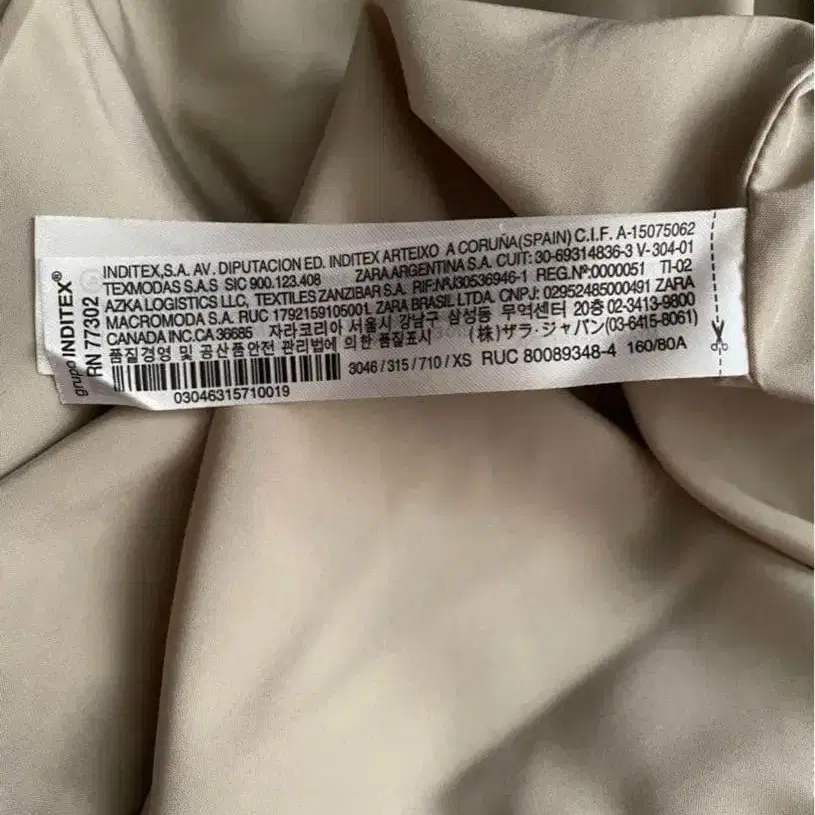 grupo INDITEX®
RN 77302
INDITEX,S.A. AV. DIPUTACION ED. INDITEX ARTEIXO A CORUÑA(SPAIN) C.I.F. A-15075062
TEXMODAS S.A.S SIC 900.123.408 ZARA ARGENTINA S.A. CUIT: 30-69314836-3 V-304-01
AZKA LOGISTICS LLC, TEXTILES ZANZIBAR S.A. RIF:NºJ30536946-1 REG.Nº:0000051 TI-02
MACROMODA S.A. RUC 1792159105001. ZARA BRASIL LTDA. CNPJ: 02952485000491 ZARA
CANADA INC.CA 36685 자라코리아 서울시 강남구 삼성동 무역센터 20층 02-3413-9800
품질경영 및 공산품안전 관리법에 의한 품질표시 (株)ザラ・ジャパン(03-6415-8061)
3046/315/710/XS RUC 80089348-4 160/80A
03046315710019